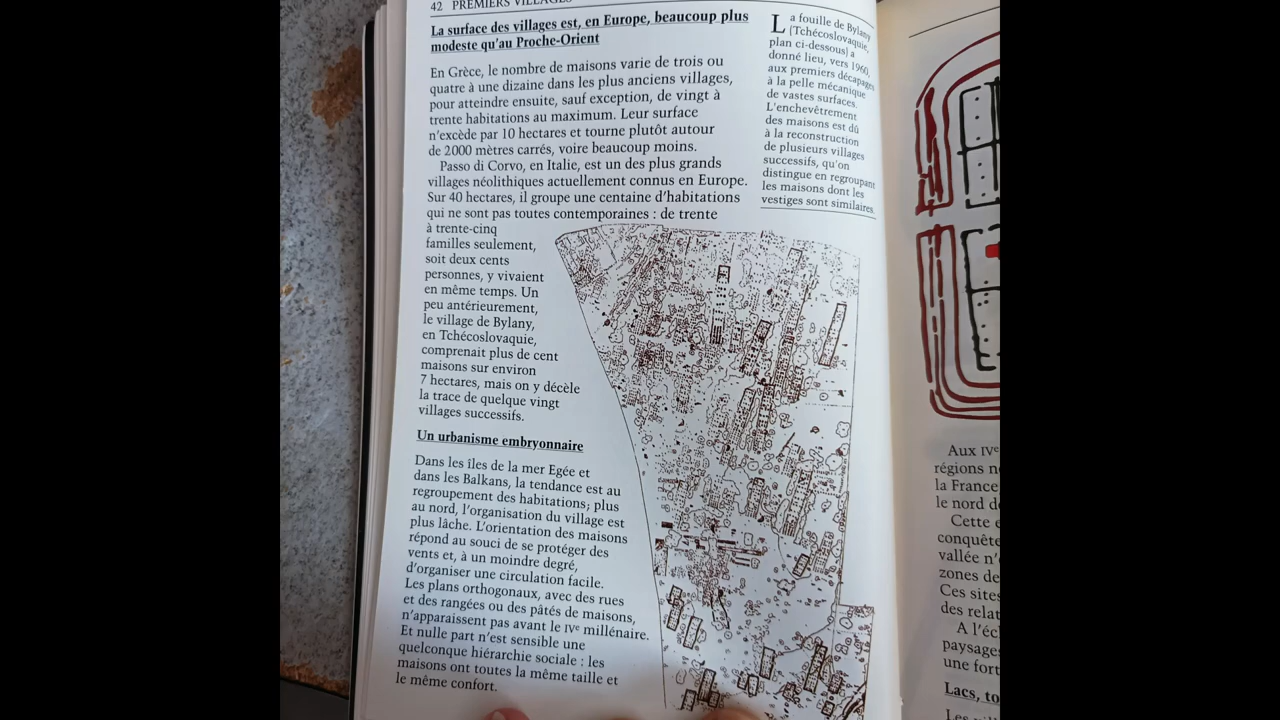 42 PREMIERS VILLAGES
La surface des villages est, en Europe, beaucoup plus
modeste qu'au Proche-Orient
En Grèce, le nombre de maisons varie de trois ou
quatre à une dizaine dans les plus anciens villages,
pour atteindre ensuite, sauf exception, de vingt à
trente habitations au maximum. Leur surface
n'excède par 10 hectares et tourne plutôt autour
de 2000 mètres carrés, voire beaucoup moins.
Passo di Corvo, en Italie, est un des plus grands
villages néolithiques actuellement connus en Europe.
Sur 40 hectares, il groupe une centaine d'habitations
qui ne sont pas toutes contemporaines : de trente
à trente-cinq
familles seulement,
soit deux cents
personnes, y vivaient
en même temps. Un
peu antérieurement,
le village de Bylany,
en Tchécoslovaquie,
comprenait plus de cent
maisons sur environ
7 hectares, mais on y décèle
la trace de quelque vingt
villages successifs.
Un urbanisme embryonnaire
Dans les îles de la mer Egée et
dans les Balkans, la tendance est au
regroupement des habitations; plus
au nord, l'organisation du village est
plus lâche. L'orientation des maisons
répond au souci de se protéger des
vents et, à un moindre degré,
d'organiser une circulation facile.
Les plans orthogonaux, avec des rues
et des rangées ou des pâtés de maisons,
n'apparaissent pas avant le IVe millénaire.
Et nulle part n'est sensible une
quelconque hiérarchie sociale : les
maisons ont toutes la même taille et
le même confort.
La fouille de Bylany
(Tchécoslovaquie,
plan ci-dessous) a
donné lieu, vers 1960,
aux premiers décapages
à la pelle mécanique
de vastes surfaces.
L'enchevêtrement
des maisons est dû
à la reconstruction
de plusieurs villages
successifs, qu'on
distingue en regroupant
les maisons dont les
vestiges sont similaires.
Aux IVe
régions n
la France
le nord d
Cette
conquête
vallée n'
zones de
Ces sites
des relat
A l'éc
paysage
une fort
Lacs, to
Les